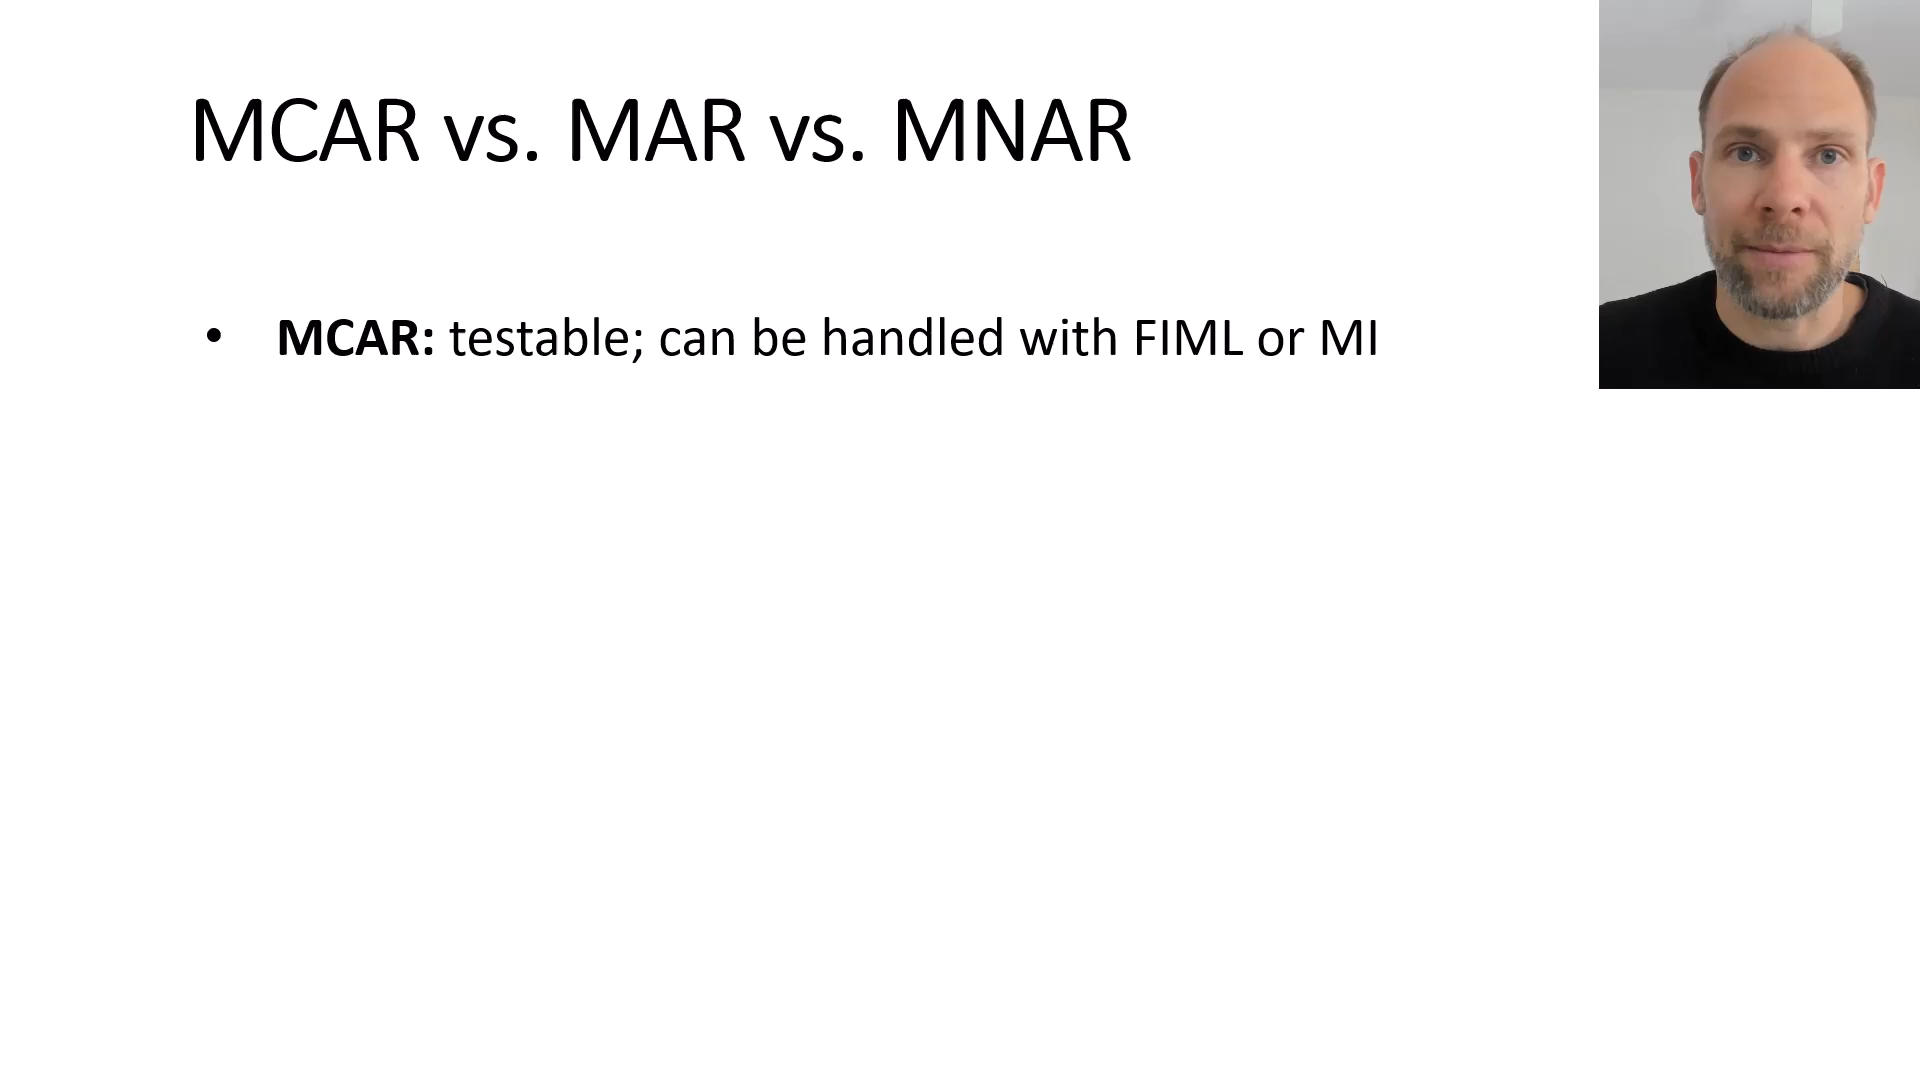 MCAR vs. MAR vs. MNAR
• MCAR: testable; can be handled with FIML or MI